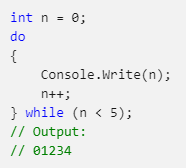 int n = 0;
do
{
    Console.Write(n);
    n++;
} while (n < 5);
// Output:
// 01234